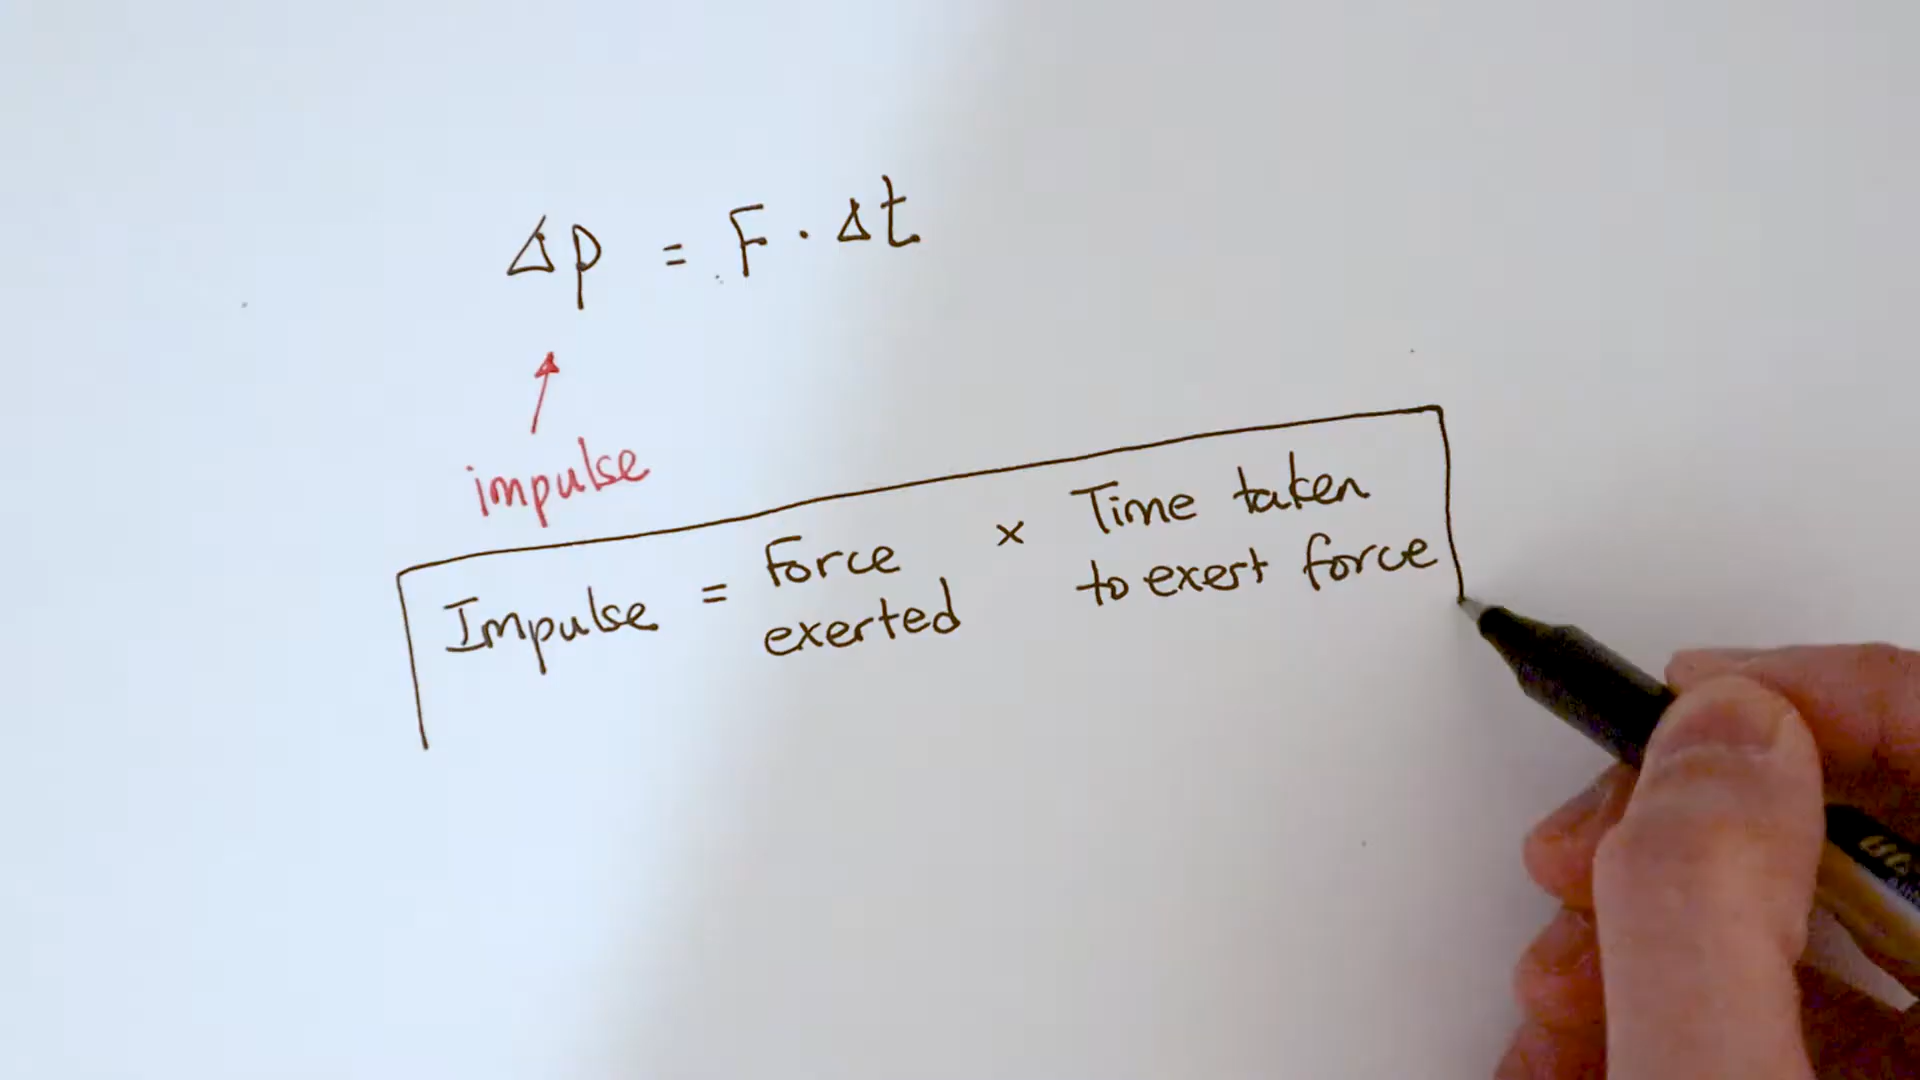 Δp = F · Δt
impulse
Impulse = Force exerted × Time taken to exert force